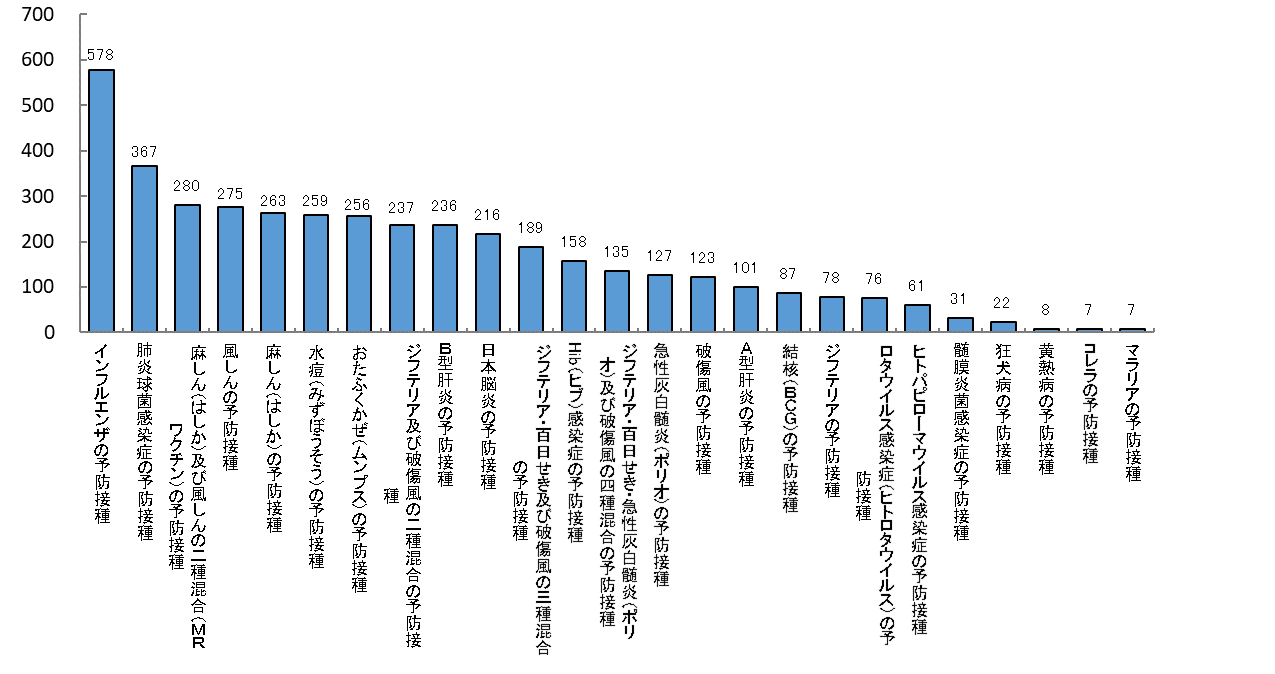 700
600
500
400
300
200
100
0
578
367
280
275
263
259
256
237
236
216
189
158
135
127
123
101
87
78
76
61
31
22
8
7
7
インフルエンザの予防接種
肺炎球菌感染症の予防接種
麻しん（はしか）及び風しんの二種混合（MR
ワクチン）の予防接種
風しんの予防接種
麻しん（はしか）の予防接種
水痘（みずぼうそう）の予防接種
おたふくかぜ（ムンプス）の予防接種
ジフテリア及び破傷風の二種混合の予防接
種
B型肝炎の予防接種
日本脳炎の予防接種
ジフテリア・百日せき及び破傷風の三種混合
の予防接種
Hib（ヒブ）感染症の予防接種
ジフテリア・百日せき・急性灰白髄炎（ポリ
オ）及び破傷風の四種混合の予防接種
急性灰白髄炎（ポリオ）の予防接種
破傷風の予防接種
A型肝炎の予防接種
結核（BCG）の予防接種
ジフテリアの予防接種
ロタウイルス感染症（ヒトロタウイルス）の予
防接種
ヒトパピローマウイルス感染症の予防接種
髄膜炎菌感染症の予防接種
狂犬病の予防接種
黄熱病の予防接種
コレラの予防接種
マラリアの予防接種